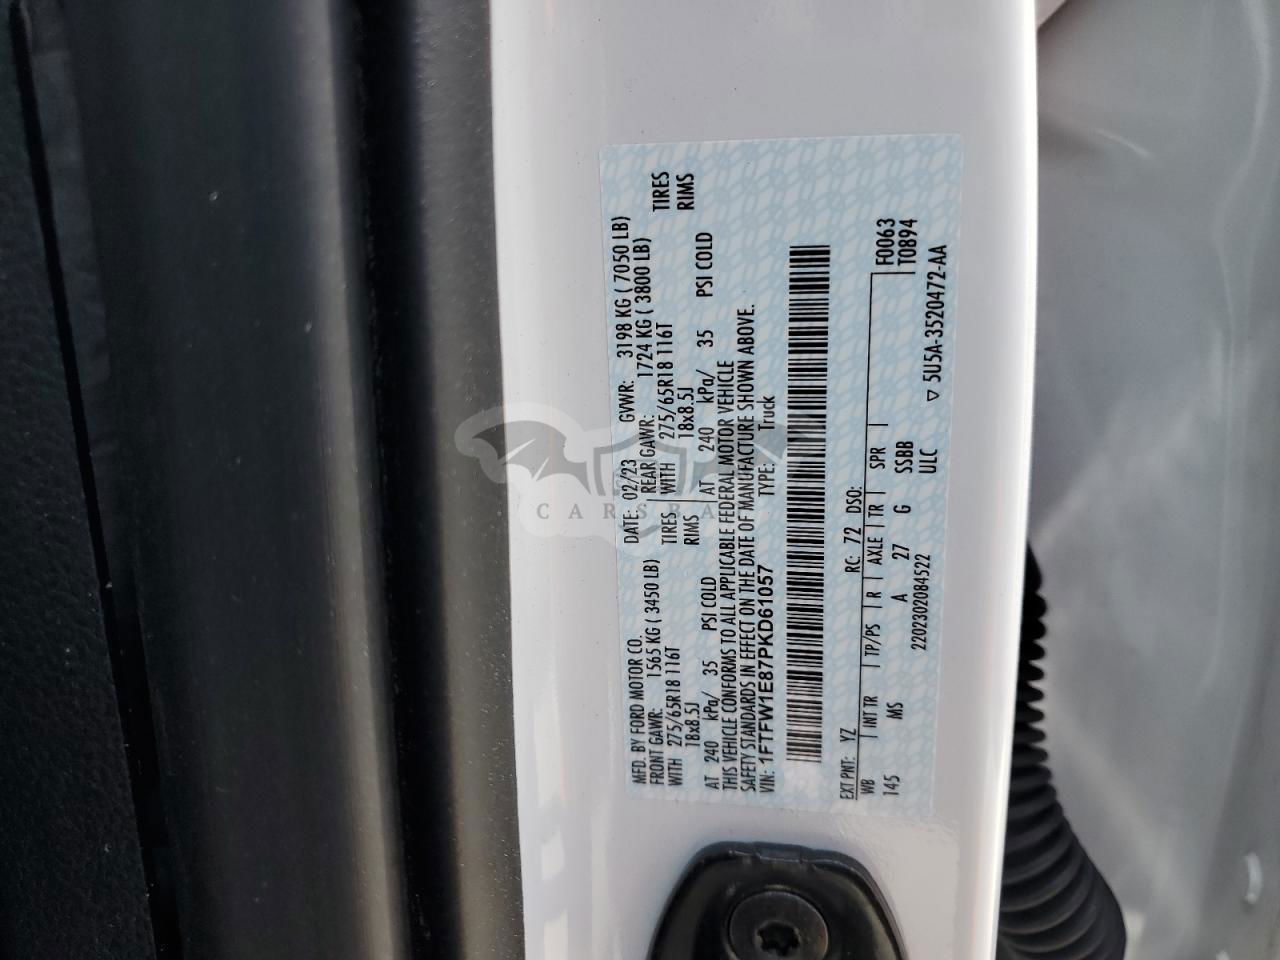 MFD. BY FORD MOTOR CO. DATE: 02/23 GVWR: 3198 KG ( 7050 LB)
FRONT GAWR: 1565 KG ( 3450 LB) REAR GAWR: 1724 KG ( 3800 LB)
WITH 275/65R18 116T TIRES WITH 275/65R18 116T TIRES
18x8.5J RIMS 18x8.5J RIMS
AT 240 kPa/ 35 PSI COLD AT 240 kPa/ 35 PSI COLD
THIS VEHICLE CONFORMS TO ALL APPLICABLE FEDERAL MOTOR VEHICLE
SAFETY STANDARDS IN EFFECT ON THE DATE OF MANUFACTURE SHOWN ABOVE.
VIN: 1FTFW1E87PKD61057 TYPE: Truck
EXT PNT: YZ RC: 72 DSO:
WB INT TR TP/PS R AXLE TR SPR F0063
145 MS A 27 G SSBB T0894
2202302084522 ULC ▽ 5U5A-3520472-AA
CARSBA